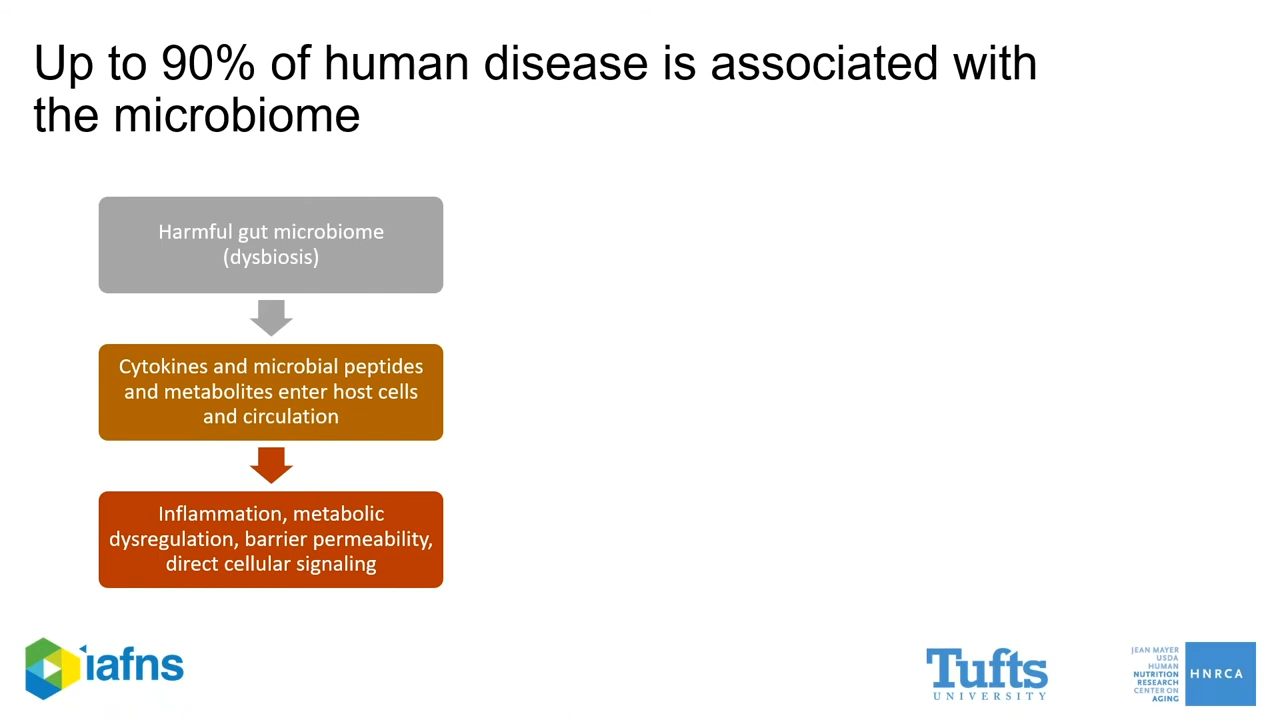 Up to 90% of human disease is associated with
the microbiome
Harmful gut microbiome
(dysbiosis)
Cytokines and microbial peptides
and metabolites enter host cells
and circulation
Inflammation, metabolic
dysregulation, barrier permeability,
direct cellular signaling
iafns
Tufts
UNIVERSITY
JEAN MAYER
USDA
HUMAN
NUTRITION
RESEARCH
CENTER ON
AGING
HNRCA